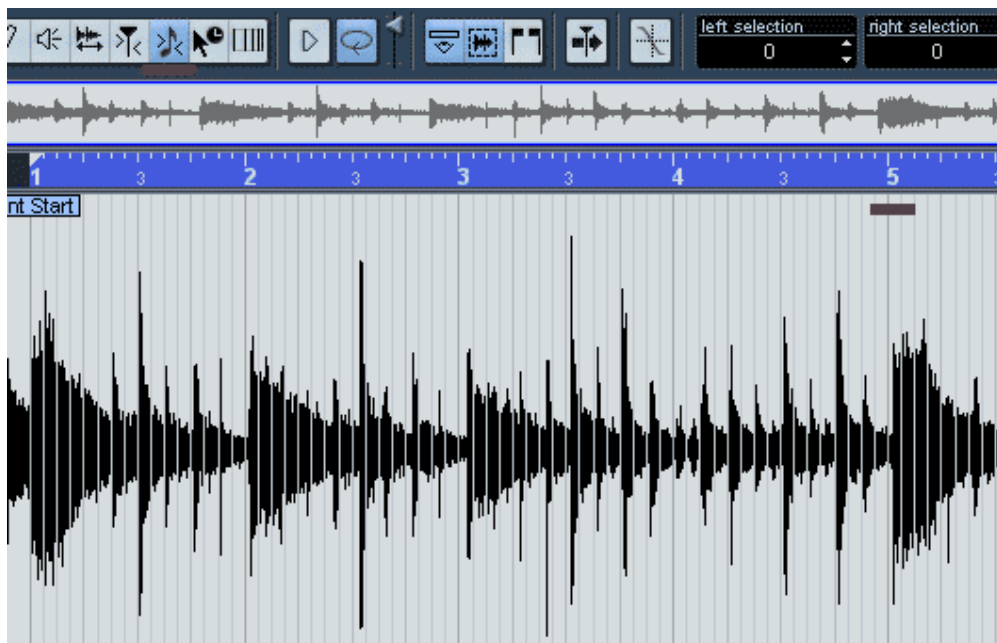 left selection
right selection
0
0
1 3 2 3 3 3 4 3 5
nt Start